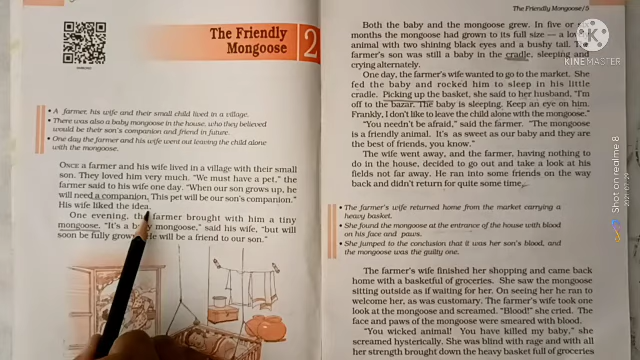 The Friendly
Mongoose
2
A farmer, his wife and their small child lived in a village.
There was also a baby mongoose in the house, who they believed
would be their son's companion and friend in future.
One day the farmer and his wife went out leaving the child alone
with the mongoose.
ONCE a farmer and his wife lived in a village with their small
son. They loved him very much. "We must have a pet," the
farmer said to his wife one day. "When our son grows up, he
will need a companion. This pet will be our son's companion."
His wife liked the idea.
One evening, the farmer brought with him a tiny
mongoose. "It's a baby mongoose," said his wife, "but will
soon be fully grown. He will be a friend to our son."
The Friendly Mongoose/5
Both the baby and the mongoose grew. In five or six
months the mongoose had grown to its full size — a
animal with two shining black eyes and a bushy tail.
farmer's son was still a baby in the cradle, sleeping and
crying alternately.
One day, the farmer's wife wanted to go to the market. She
fed the baby and rocked him to sleep in his little
cradle. Picking up the basket, she said to her husband, "I'm
off to the bazar. The baby is sleeping. Keep an eye on him.
Frankly, I don't like to leave the child alone with the mongoose."
"You needn't be afraid," said the farmer. "The mongoose
is a friendly animal. It's as sweet as our baby and they are
the best of friends, you know."
The wife went away, and the farmer, having nothing to
do in the house, decided to go out and take a look at his
fields not far away. He ran into some friends on the way
back and didn't return for quite some time.
The farmer's wife returned home from the market carrying a
heavy basket.
She found the mongoose at the entrance of the house with blood
on his face and paws.
She jumped to the conclusion that it was her son's blood, and
the mongoose was the guilty one.
The farmer's wife finished her shopping and came back
home with a basketful of groceries. She saw the mongoose
sitting outside as if waiting for her. On seeing her he ran to
welcome her, as was customary. The farmer's wife took one
look at the mongoose and screamed. "Blood!" she cried. The
face and paws of the mongoose were smeared with blood.
"You wicked animal! You have killed my baby," she
screamed hysterically. She was blind with rage and with all
her strength brought down the heavy basket full of groceries
KINEMASTER
Shot on realme 8